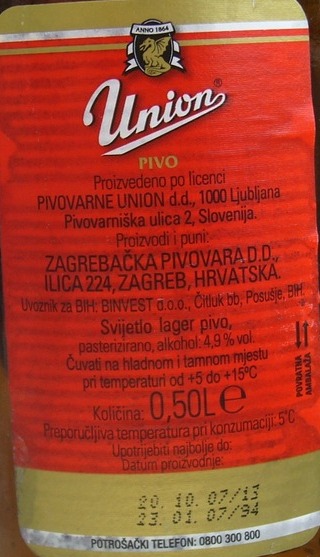 ANNO 1864
Union®
PIVO
Proizvedeno po licenci
PIVOVARNE UNION d.d., 1000 Ljubljana
Pivovarniška ulica 2, Slovenija.
Proizvodi i puni:
ZAGREBAČKA PIVOVARA D.D.,
ILICA 224, ZAGREB, HRVATSKA.
Uvoznik za BIH: BINVEST d.o.o., Čitluk bb, Posušje, BIH.
Svijetlo lager pivo,
pasterizirano, alkohol: 4,9% vol.
Čuvati na hladnom i tamnom mjestu
pri temperaturi od +5 do +15°C
Količina: 0,50L e
Preporučljiva temperatura pri konzumaciji: 5°C
Upotrijebiti najbolje do:
Datum proizvodnje:
POVRATNA
AMBALAŽA
20. 10. 07/13
23. 01. 07/94
POTROŠAČKI TELEFON: 0800 300 800